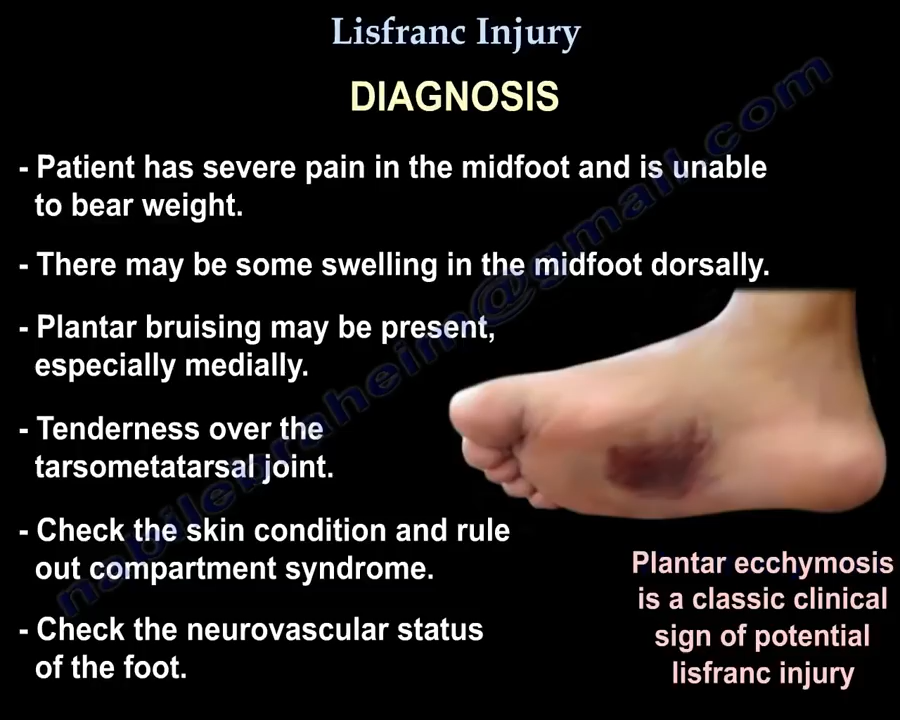 Lisfranc Injury
DIAGNOSIS
- Patient has severe pain in the midfoot and is unable
to bear weight.
- There may be some swelling in the midfoot dorsally.
- Plantar bruising may be present,
especially medially.
- Tenderness over the
tarsometatarsal joint.
- Check the skin condition and rule
out compartment syndrome.
- Check the neurovascular status
of the foot.
Plantar ecchymosis
is a classic clinical
sign of potential
lisfranc injury
nabilebraheim@gmail.com